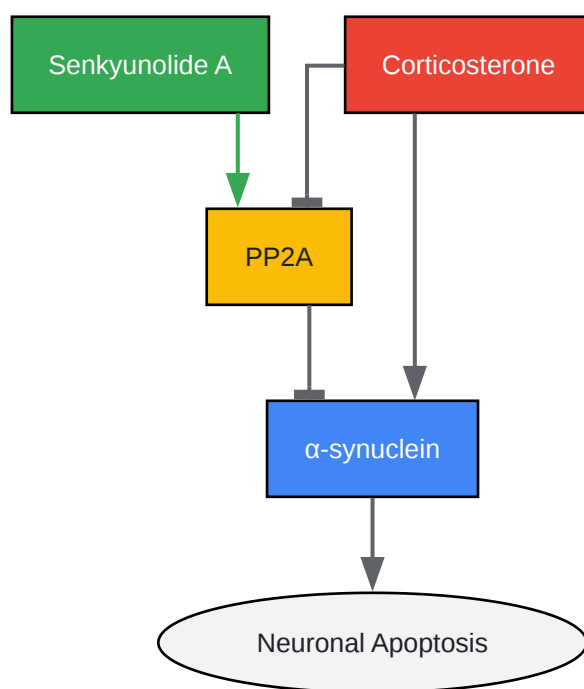 Senkyunolide A
Corticosterone
PP2A
α-synuclein
Neuronal Apoptosis